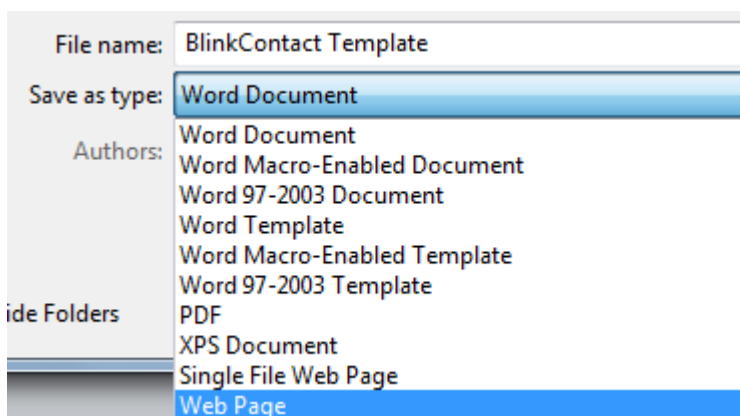 File name: BlinkContact Template
Save as type: Word Document
Authors:
Word Document
Word Macro-Enabled Document
Word 97-2003 Document
Word Template
Word Macro-Enabled Template
Word 97-2003 Template
ide Folders
PDF
XPS Document
Single File Web Page
Web Page